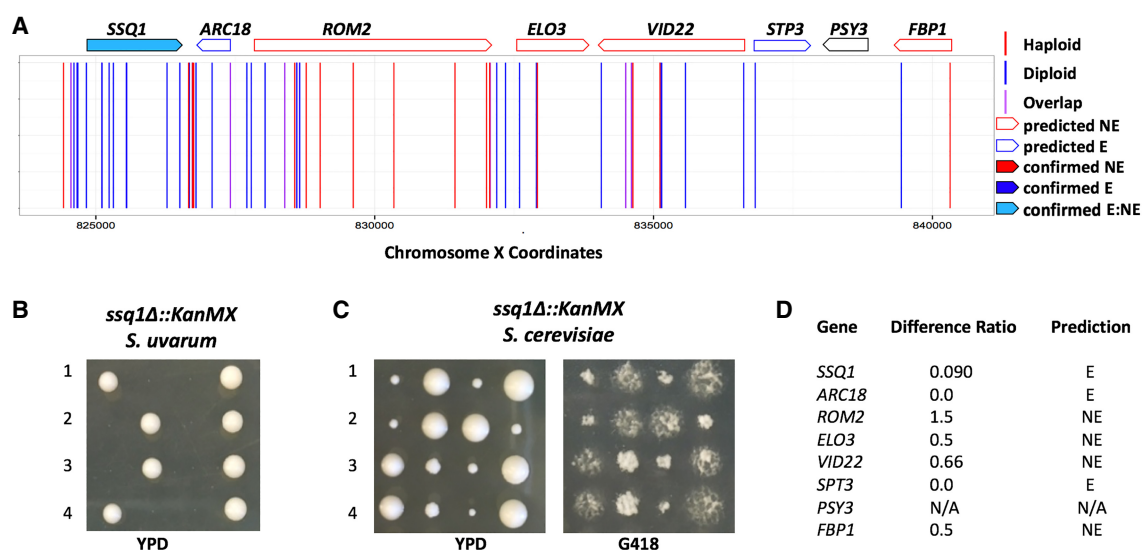 A
SSQ1 ARC18 ROM2 ELO3 VID22 STP3 PSY3 FBP1
Haploid
Diploid
Overlap
predicted NE
predicted E
confirmed NE
confirmed E
confirmed E:NE
825000 830000 835000 840000
Chromosome X Coordinates
B
ssq1Δ::KanMX
S. uvarum
1
2
3
4
YPD
C
ssq1Δ::KanMX
S. cerevisiae
1
2
3
4
YPD G418
D
Gene Difference Ratio Prediction
SSQ1 0.090 E
ARC18 0.0 E
ROM2 1.5 NE
ELO3 0.5 NE
VID22 0.66 NE
SPT3 0.0 E
PSY3 N/A N/A
FBP1 0.5 NE